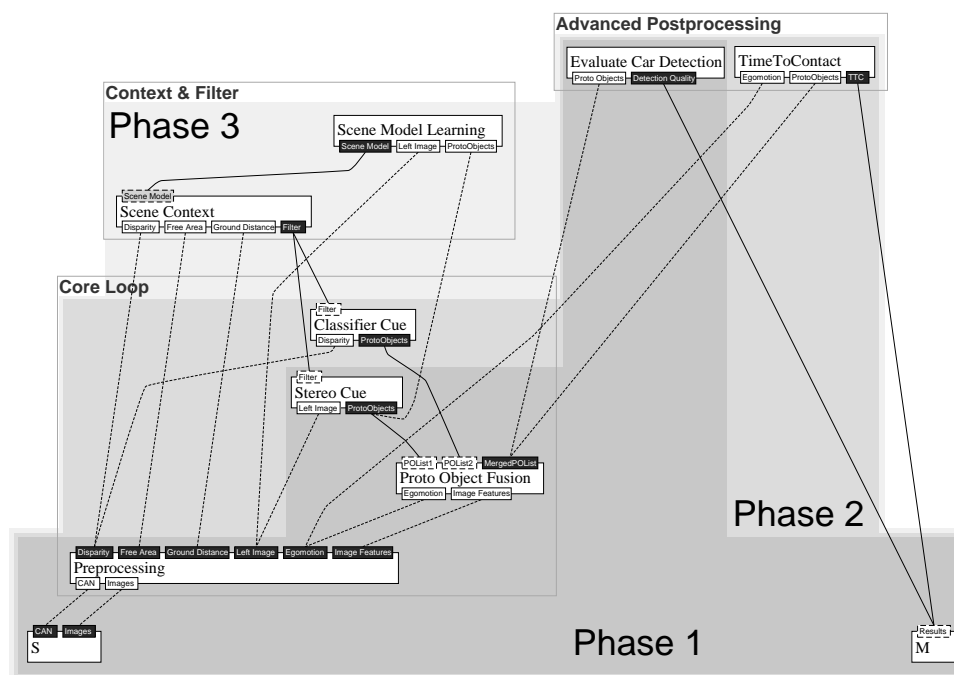 Advanced Postprocessing
Evaluate Car Detection
Proto Objects
Detection Quality
TimeToContact
Egomotion
ProtoObjects
TTC
Context & Filter
Phase 3
Scene Model Learning
Scene Model
Left Image
ProtoObjects
Scene Model
Scene Context
Disparity
Free Area
Ground Distance
Filter
Core Loop
Filter
Classifier Cue
Disparity
ProtoObjects
Filter
Stereo Cue
Left Image
ProtoObjects
POList1
POList2
MergedPOList
Proto Object Fusion
Egomotion
Image Features
Phase 2
Disparity
Free Area
Ground Distance
Left Image
Egomotion
Image Features
Preprocessing
CAN
Images
CAN
Images
S
Phase 1
Results
M